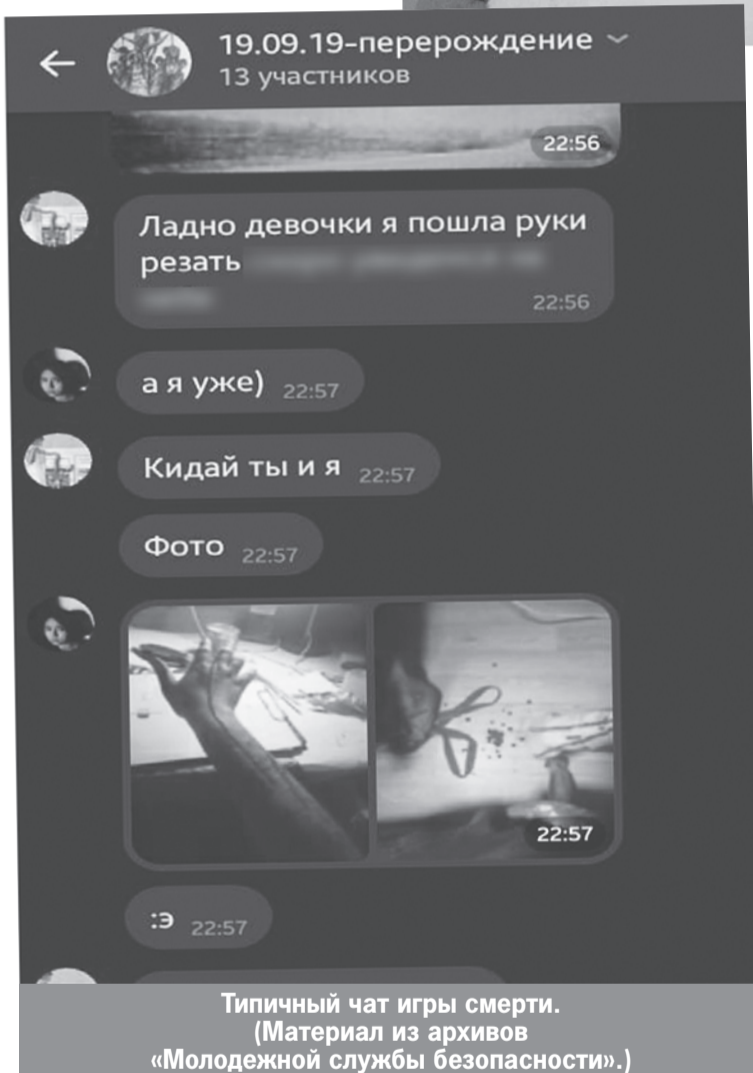 19.09.19-перерождение
13 участников
22:56
Ладно девочки я пошла руки
резать
22:56
а я уже) 22:57
Кидай ты и я 22:57
Фото 22:57
22:57
:э 22:57
Типичный чат игры смерти.
(Материал из архивов
«Молодежной службы безопасности».)